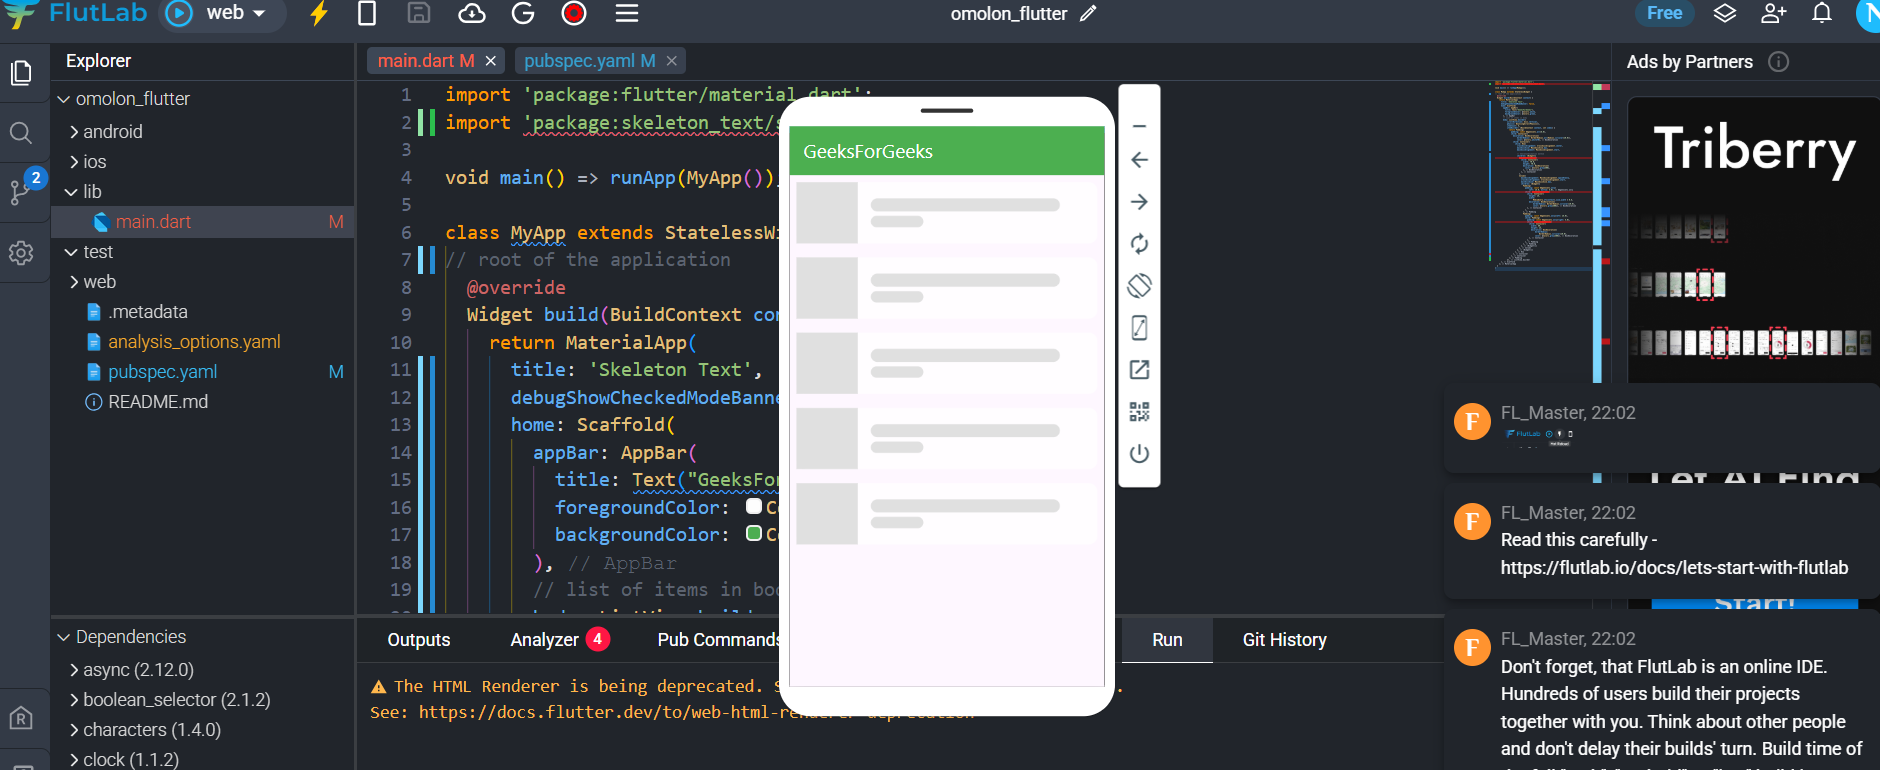 FlutLab
web
omolon_flutter
Free
Explorer
omolon_flutter
android
ios
lib
main.dart M
test
web
.metadata
analysis_options.yaml
pubspec.yaml M
README.md
2
Dependencies
async (2.12.0)
boolean_selector (2.1.2)
characters (1.4.0)
clock (1.1.2)
main.dart M ×
pubspec.yaml M ×
1 import 'package:flutter/material.dart';
2 import 'package:skeleton_text/
3
4 void main() => runApp(MyApp())
5
6 class MyApp extends
7 // root of the application
8 @override
9 Widget build(BuildContext
10 return MaterialApp(
11 title: 'Skeleton Text',
12 debugShowCheckedModeBanne
13 home: Scaffold(
14 appBar: AppBar(
15 title: Text("GeeksFor
16 foregroundColor:
17 backgroundColor:
18 ), // AppBar
19 // list of items in
GeeksForGeeks
Outputs
Analyzer 4
Pub Commands
Run
Git History
The HTML Renderer is being deprecated.
See: https://docs.flutter.dev/to/web-html-renderer-deprecation
Ads by Partners
Triberry
Let AI Find
Start!
FL_Master, 22:02
FlutLab
FL_Master, 22:02
Read this carefully -
https://flutlab.io/docs/lets-start-with-flutlab
FL_Master, 22:02
Don't forget, that FlutLab is an online IDE.
Hundreds of users build their projects
together with you. Think about other people
and don't delay their builds' turn. Build time of